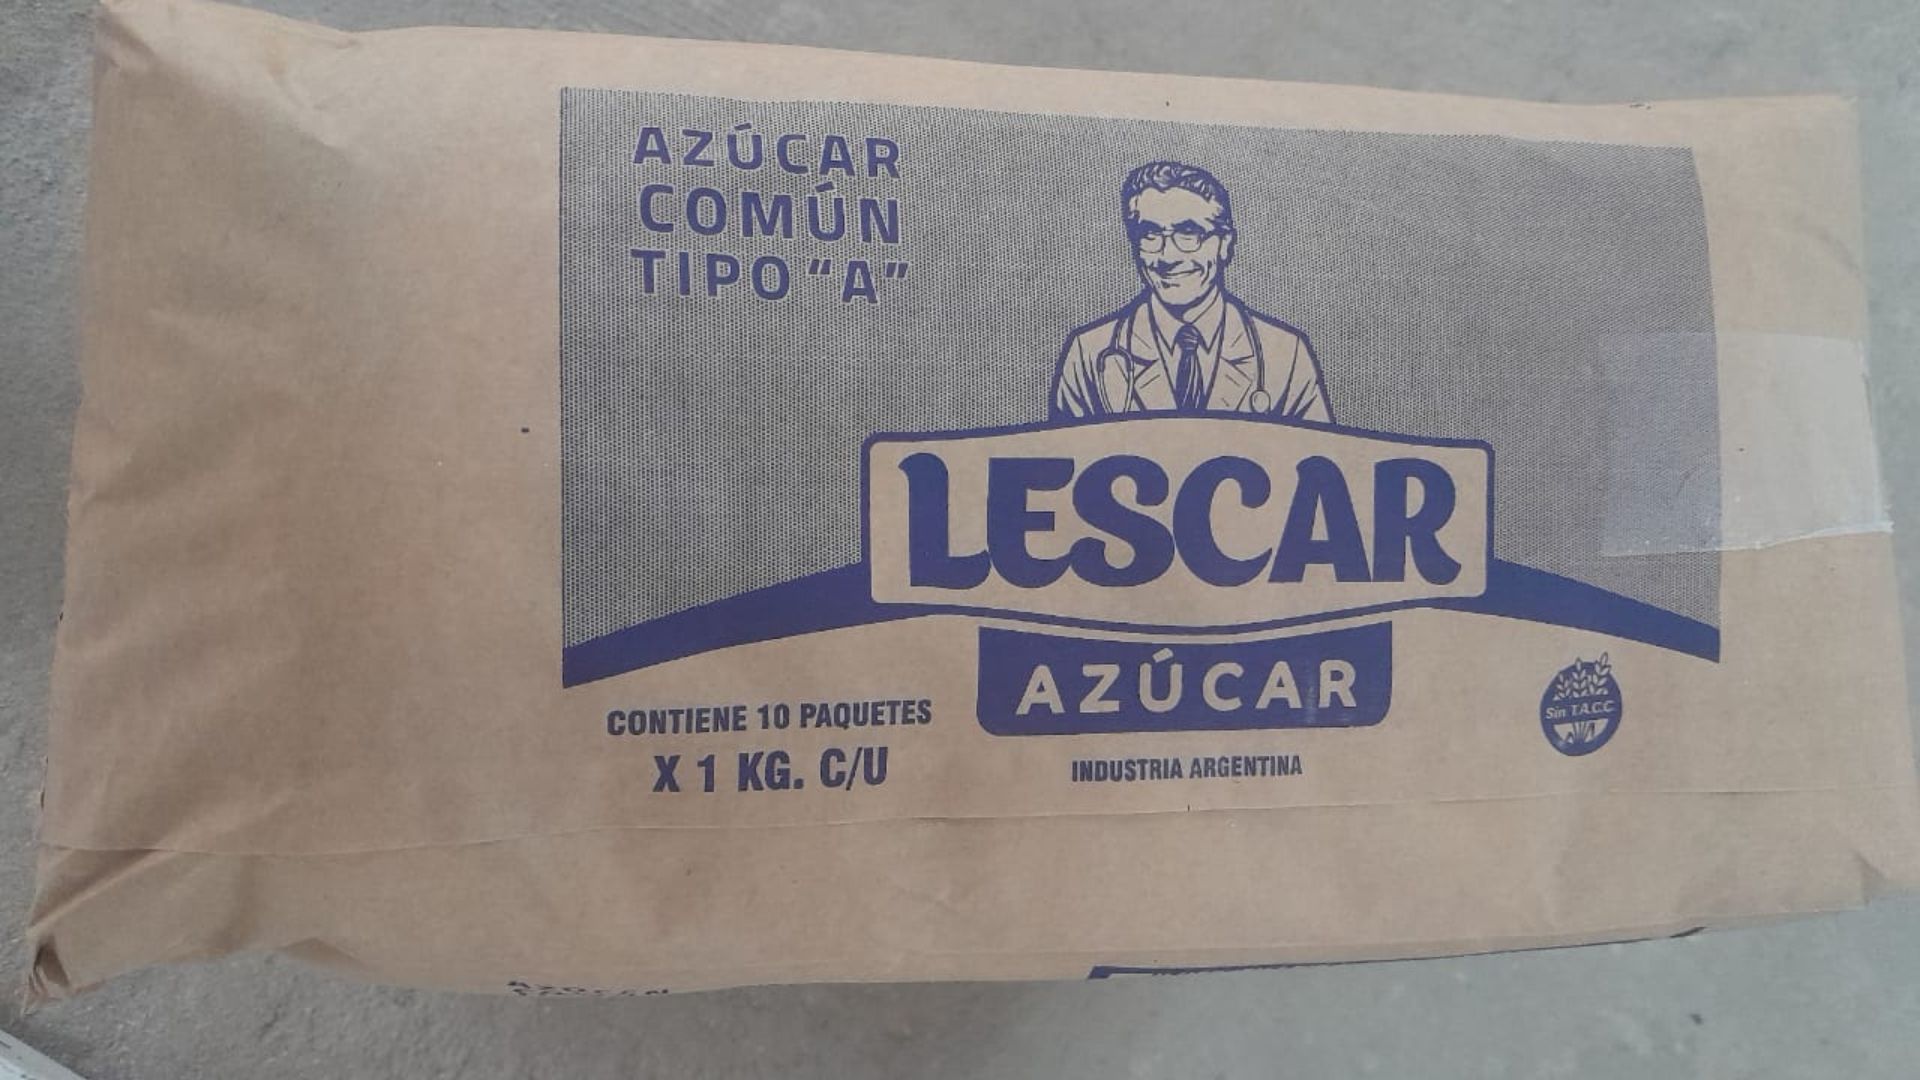 AZÚCAR
COMÚN
TIPO "A"
LESCAR
AZÚCAR
CONTIENE 10 PAQUETES
X 1 KG. C/U
INDUSTRIA ARGENTINA
Sin T.A.C.C.